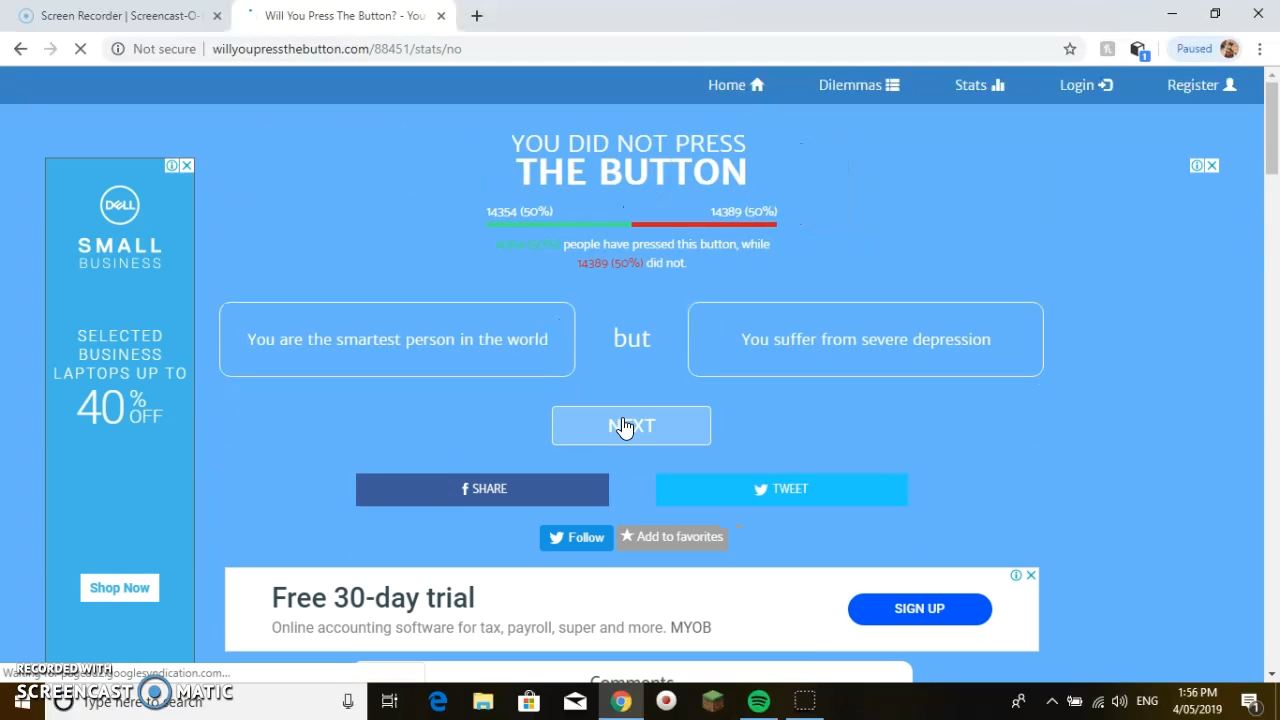 Screen Recorder | Screencast-O-
Will You Press The Button? - You
Not secure
willyoupressthebutton.com/88451/stats/no
Paused
Home
Dilemmas
Stats
Login
Register
YOU DID NOT PRESS
THE BUTTON
14354 (50%)
14389 (50%)
14354 (50%) people have pressed this button, while
14389 (50%) did not.
You are the smartest person in the world
but
You suffer from severe depression
NEXT
SHARE
TWEET
Follow
Add to favorites
DELL
SMALL
BUSINESS
SELECTED
BUSINESS
LAPTOPS UP TO
40% OFF
Shop Now
Free 30-day trial
Online accounting software for tax, payroll, super and more. MYOB
SIGN UP
Comments
RECORDED WITH
SCREENCAST MATIC
Type here to search
ENG
1:56 PM
4/05/2019